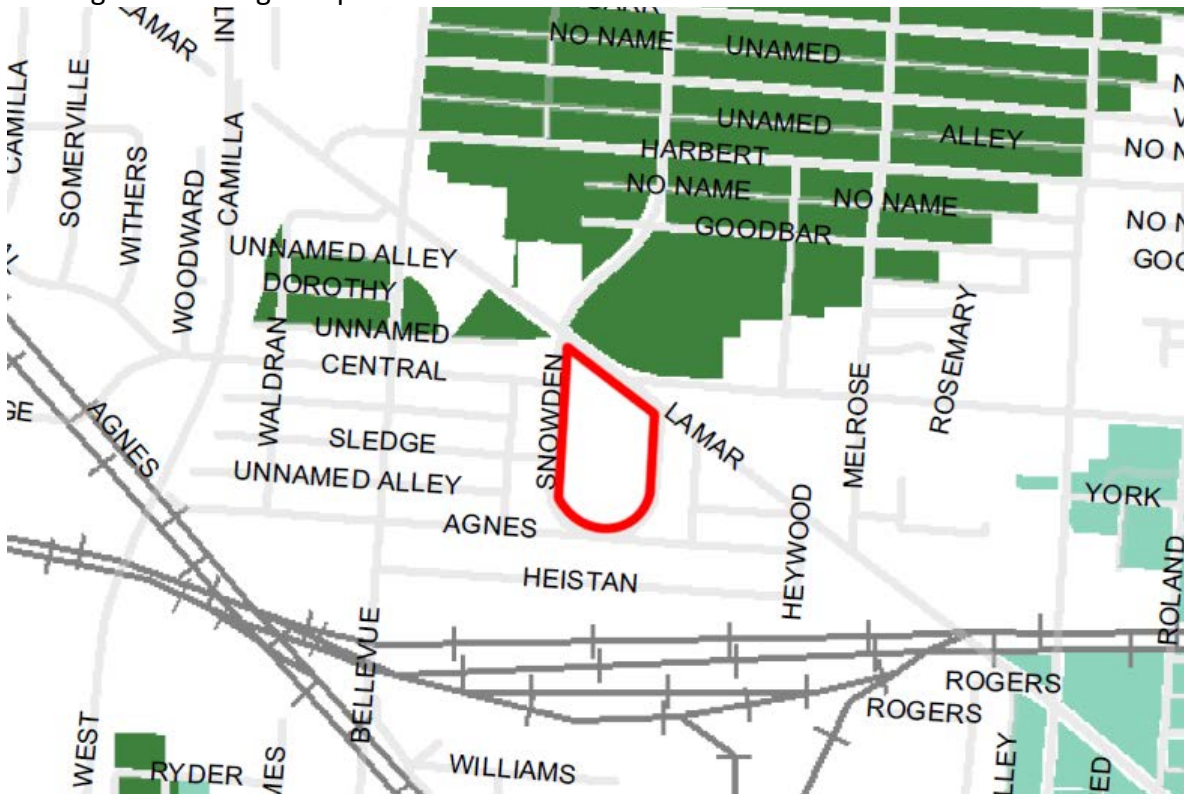 LAMAR
INT
NO NAME
UNAMED
CAMILLA
SOMERVILLE
WITHERS
WOODWARD
CAMILLA
UNAMED
ALLEY
HARBERT
NO NAME
NO NAME
GOODBAR
UNNAMED ALLEY
DOROTHY
UNNAMED
CENTRAL
WALDRAN
SNOWDEN
ROSEMARY
MELROSE
LAMAR
AGNES
SLEDGE
UNNAMED ALLEY
YORK
AGNES
HEYWOOD
HEISTAN
ROLAND
BELLEVUE
ROGERS
ROGERS
WEST
RYDER
WILLIAMS